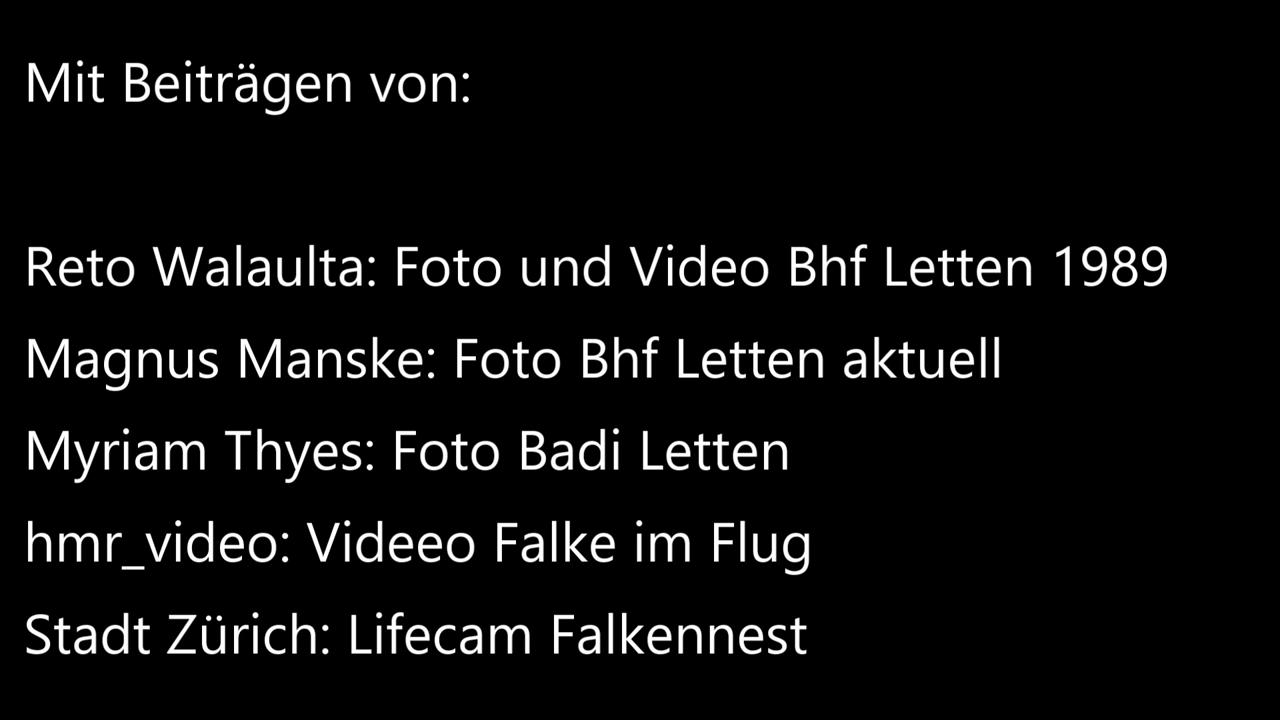 Mit Beiträgen von:
Reto Walaulta: Foto und Video Bhf Letten 1989
Magnus Manske: Foto Bhf Letten aktuell
Myriam Thyes: Foto Badi Letten
hmr_video: Videeo Falke im Flug
Stadt Zürich: Lifecam Falkennest